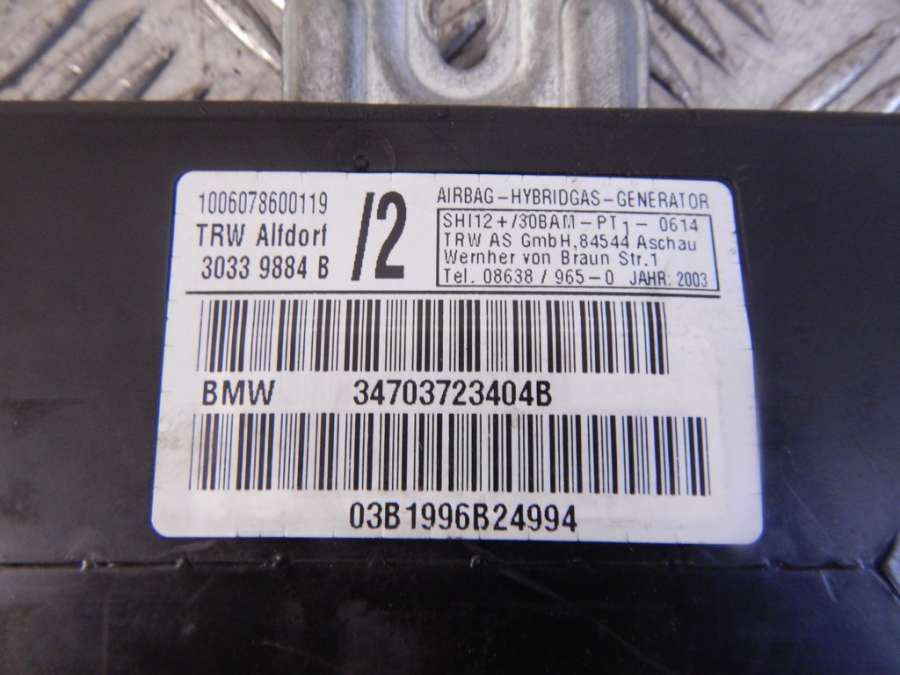 1006078600119
TRW Alfdorf
3033 9884 B
/2
AIRBAG-HYBRIDGAS-GENERATOR
SHI12+/30BAM-PT1-0614
TRW AS GmbH,84544 Aschau
Wernher von Braun Str.1
Tel. 08638/965-0 JAHR: 2003
BMW 34703723404B
03B1996B24994